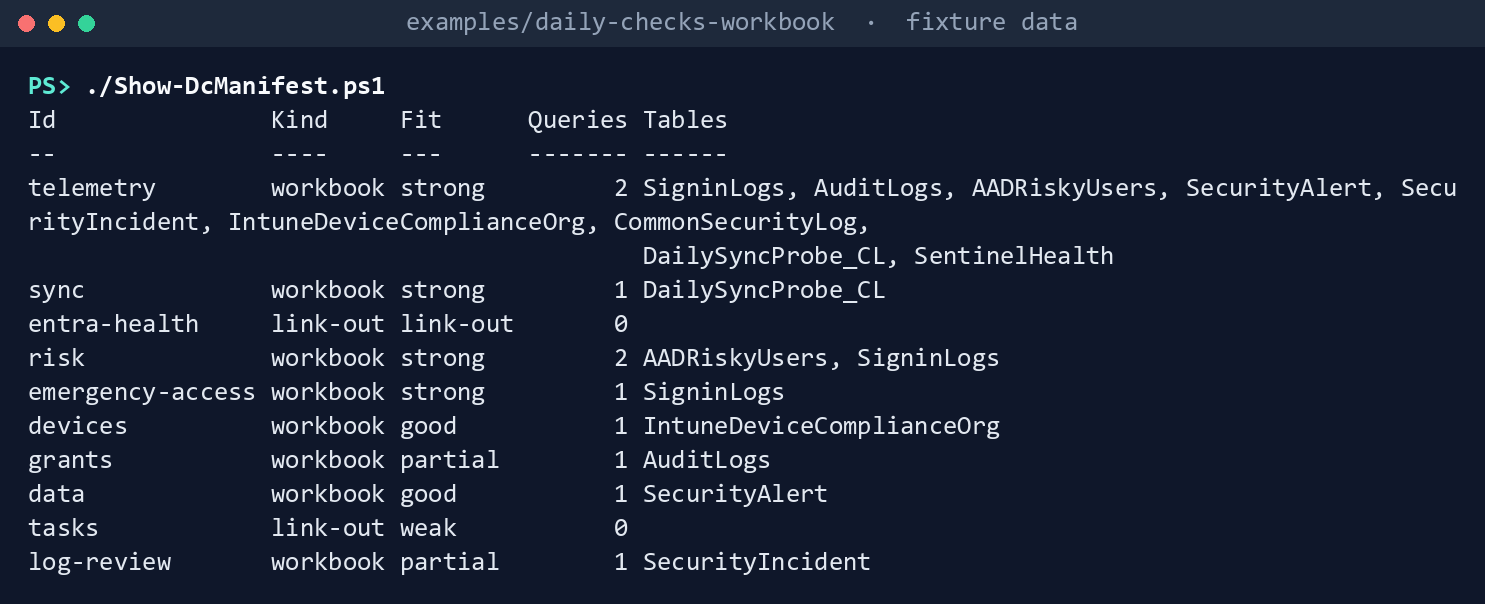 examples/daily-checks-workbook · fixture data
PS> ./Show-DcManifest.ps1
Id                 Kind     Fit      Queries Tables
--                 ----     ---      ------- ------
telemetry          workbook strong         2 SigninLogs, AuditLogs, AADRiskyUsers, SecurityAlert, Secu
rityIncident, IntuneDeviceComplianceOrg, CommonSecurityLog,
                                           DailySyncProbe_CL, SentinelHealth
sync               workbook strong         1 DailySyncProbe_CL
entra-health       link-out link-out       0
risk               workbook strong         2 AADRiskyUsers, SigninLogs
emergency-access workbook strong         1 SigninLogs
devices            workbook good           1 IntuneDeviceComplianceOrg
grants             workbook partial        1 AuditLogs
data               workbook good           1 SecurityAlert
tasks              link-out weak           0
log-review         workbook partial        1 SecurityIncident